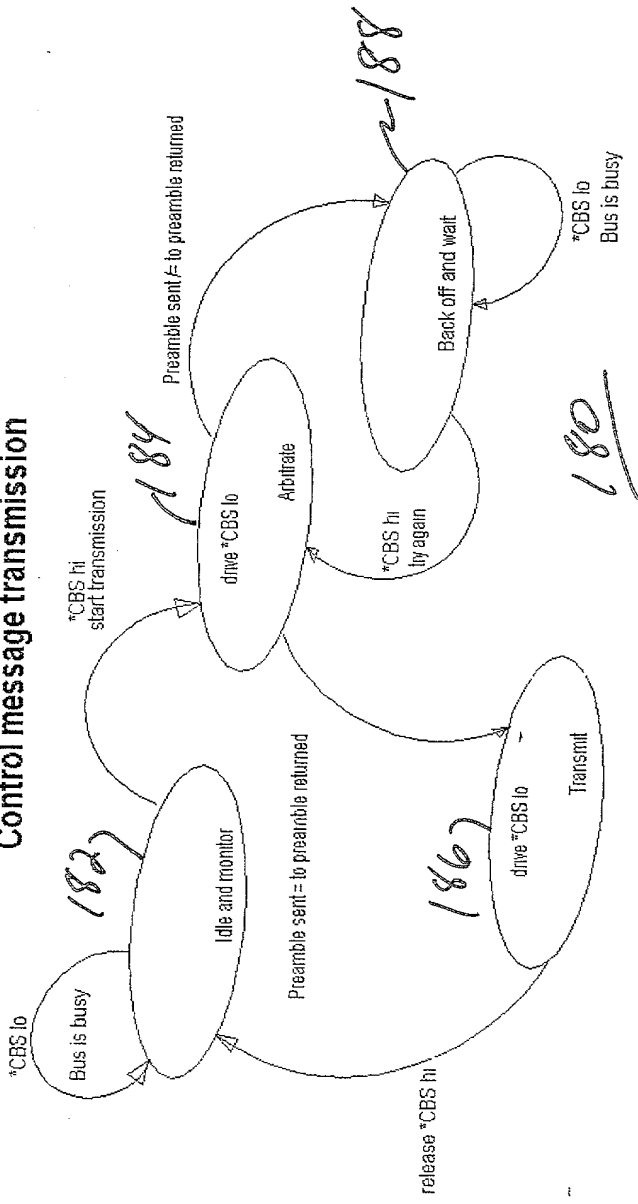 Control message transmission
*CBS lo
Bus is busy
182
Idle and monitor
*CBS hi
start transmission
184
drive *CBS lo
Arbitrate
Preamble sent ≠ to preamble returned
188
Back off and wait
*CBS lo
Bus is busy
*CBS hi
try again
Preamble sent = to preamble returned
186
drive *CBS lo
Transmit
release *CBS hi
180